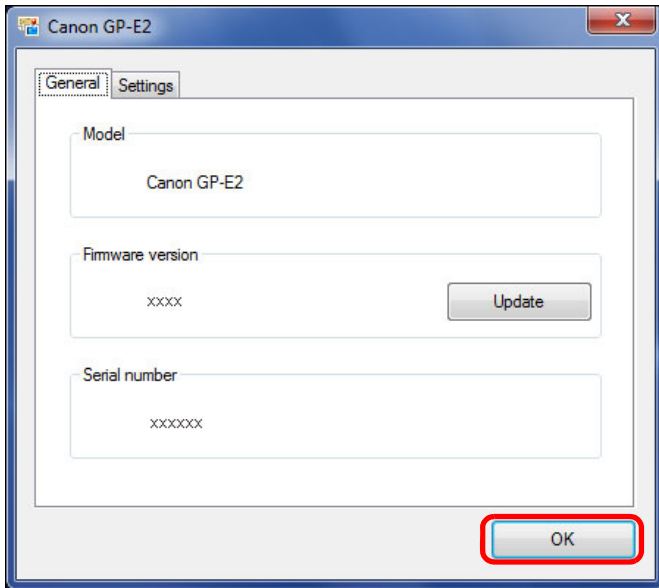 Canon GP-E2
General Settings
Model
Canon GP-E2
Firmware version
xxxx Update
Serial number
xxxxxx
OK